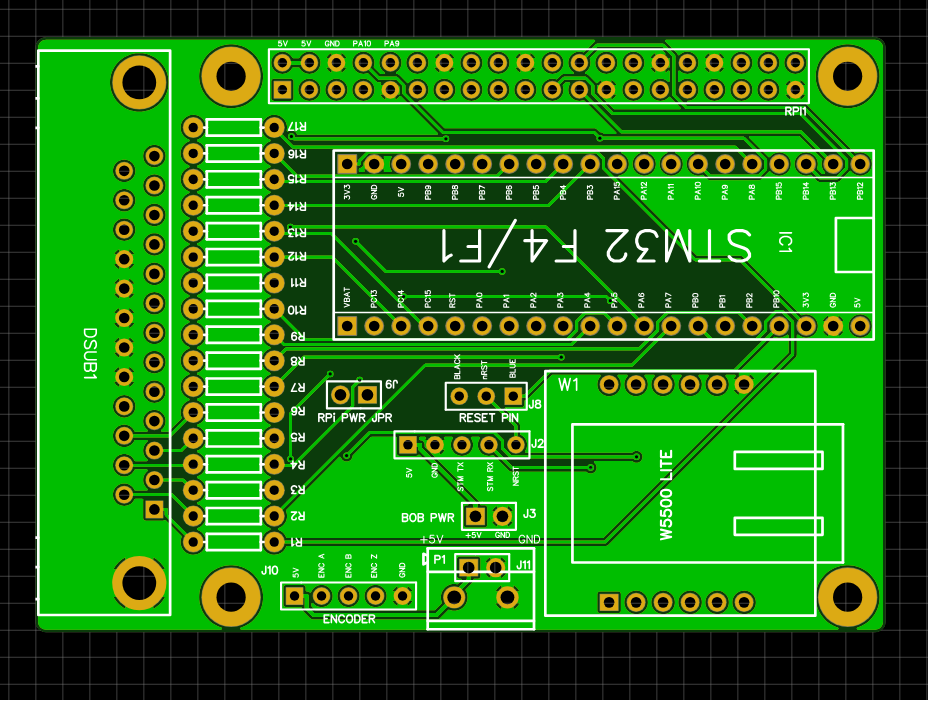 5V 5V GND PA10 PA9
RPI1
R17
R16
R15
R14
R13
R12
R11
R10
R9
R8
R7
R6
R5
R4
R3
R2
R1
3V3 GND 5V PB9 PB8 PB7 PB6 PB5 PB4 PB3 PA15 PA12 PA11 PA10 PA9 PA8 PB15 PB14 PB13 PB12
STM32 F4/F1
IC1
VBAT PC13 PC14 PC15 RST PA0 PA1 PA2 PA3 PA4 PA5 PA6 PA7 PB0 PB1 PB2 PB10 3V3 GND 5V
DSUB1
J9
RPi PWR JPR
BLACK nRST BLUE
J8
RESET PIN
W1
W5500 LITE
J2
5V GND STM TX STM RX NRST
BOB PWR
J3
+5V GND
+5V GND
P1
J11
J10
5V ENC A ENC B ENC Z GND
ENCODER